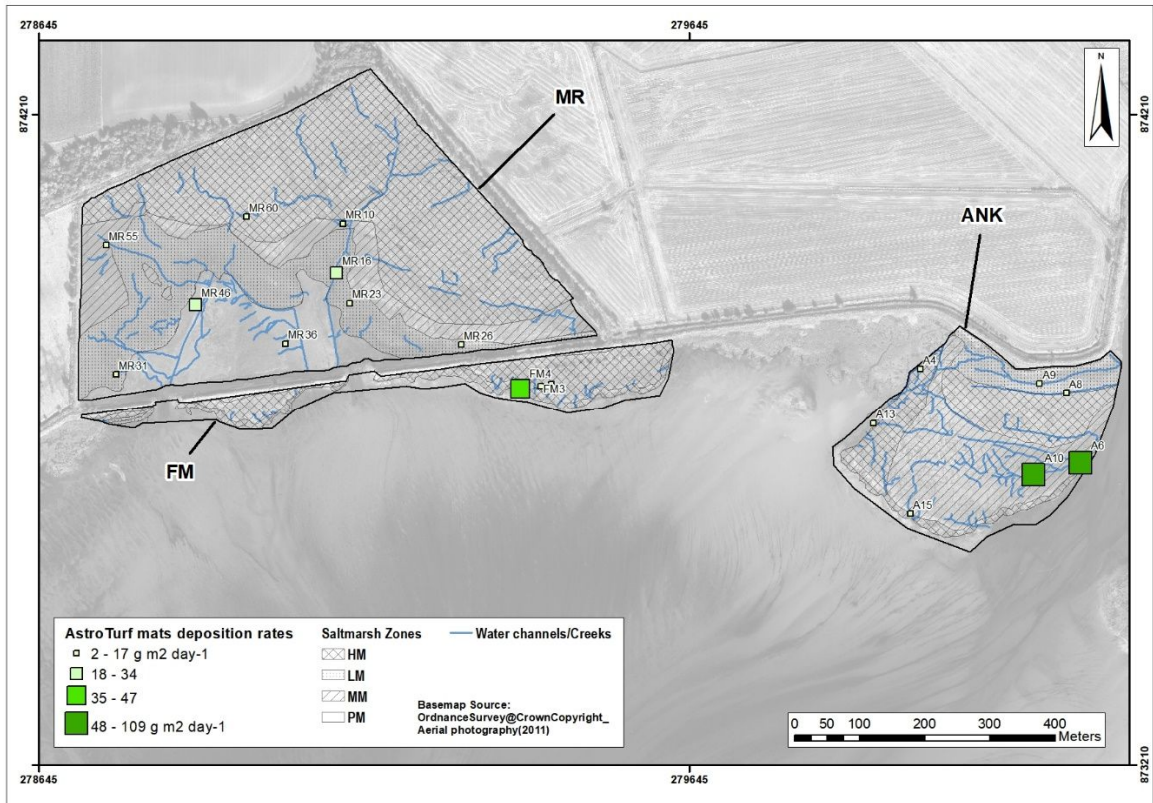 278645
279645
874210
874210
N
MR
ANK
MR60
MR10
MR55
MR16
MR46
MR23
MR36
MR26
MR31
FM4
FM3
FM
A4
A9
A8
A13
A10
A6
A15
AstroTurf mats deposition rates
2 - 17 g m2 day-1
18 - 34
35 - 47
48 - 109 g m2 day-1
Saltmarsh Zones
HM
LM
MM
PM
Water channels/Creeks
Basemap Source:
OrdnanceSurvey@CrownCopyright_
Aerial photography(2011)
0 50 100 200 300 400
Meters
873210
873210
278645
279645